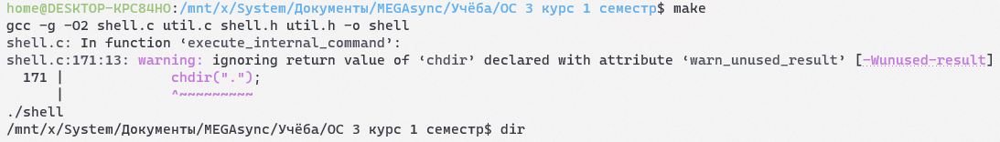 home@DESKTOP-KPC84HO:/mnt/x/System/Документы/MEGAsync/Учёба/ОС 3 курс 1 семестр$ make
gcc -g -O2 shell.c util.c shell.h util.h -o shell
shell.c: In function ‘execute_internal_command’:
shell.c:171:13: warning: ignoring return value of ‘chdir’ declared with attribute ‘warn_unused_result’ [-Wunused-result]
  171 |             chdir(".");
      |             ^~~~~~~~~~
./shell
/mnt/x/System/Документы/MEGAsync/Учёба/ОС 3 курс 1 семестр$ dir